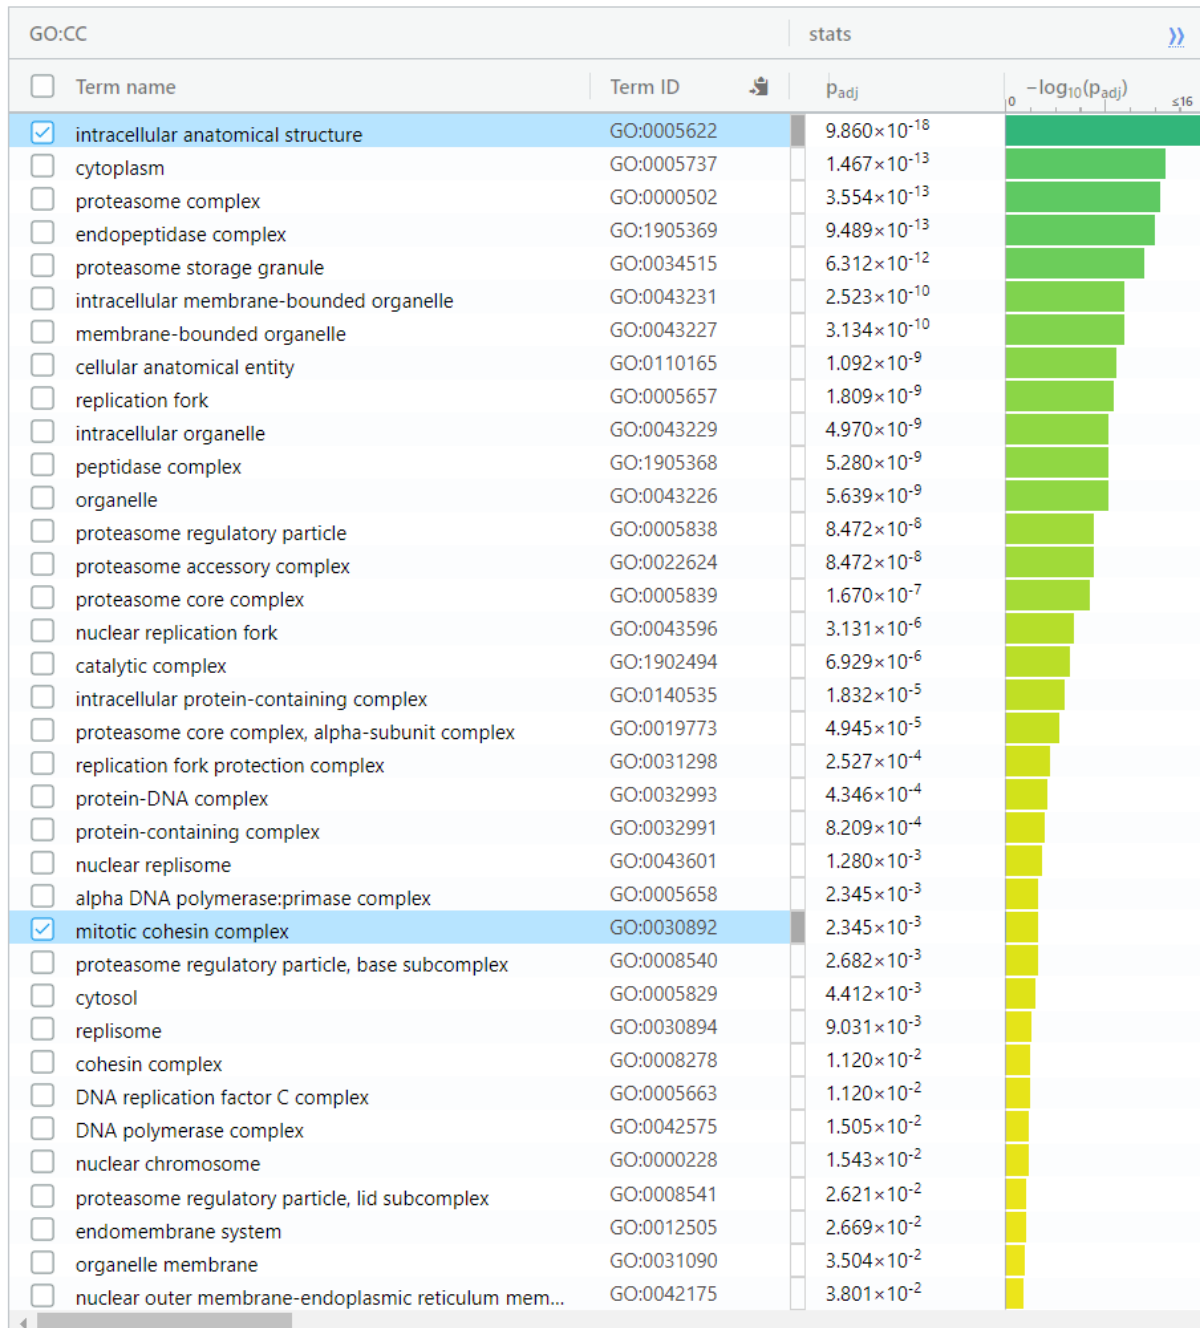 GO:CC stats »
Term name Term ID p_adj −log₁₀(p_adj)
0 ≤16
intracellular anatomical structure GO:0005622 9.860×10⁻¹⁸
cytoplasm GO:0005737 1.467×10⁻¹³
proteasome complex GO:0000502 3.554×10⁻¹³
endopeptidase complex GO:1905369 9.489×10⁻¹³
proteasome storage granule GO:0034515 6.312×10⁻¹²
intracellular membrane-bounded organelle GO:0043231 2.523×10⁻¹⁰
membrane-bounded organelle GO:0043227 3.134×10⁻¹⁰
cellular anatomical entity GO:0110165 1.092×10⁻⁹
replication fork GO:0005657 1.809×10⁻⁹
intracellular organelle GO:0043229 4.970×10⁻⁹
peptidase complex GO:1905368 5.280×10⁻⁹
organelle GO:0043226 5.639×10⁻⁹
proteasome regulatory particle GO:0005838 8.472×10⁻⁸
proteasome accessory complex GO:0022624 8.472×10⁻⁸
proteasome core complex GO:0005839 1.670×10⁻⁷
nuclear replication fork GO:0043596 3.131×10⁻⁶
catalytic complex GO:1902494 6.929×10⁻⁶
intracellular protein-containing complex GO:0140535 1.832×10⁻⁵
proteasome core complex, alpha-subunit complex GO:0019773 4.945×10⁻⁵
replication fork protection complex GO:0031298 2.527×10⁻⁴
protein-DNA complex GO:0032993 4.346×10⁻⁴
protein-containing complex GO:0032991 8.209×10⁻⁴
nuclear replisome GO:0043601 1.280×10⁻³
alpha DNA polymerase:primase complex GO:0005658 2.345×10⁻³
mitotic cohesin complex GO:0030892 2.345×10⁻³
proteasome regulatory particle, base subcomplex GO:0008540 2.682×10⁻³
cytosol GO:0005829 4.412×10⁻³
replisome GO:0030894 9.031×10⁻³
cohesin complex GO:0008278 1.120×10⁻²
DNA replication factor C complex GO:0005663 1.120×10⁻²
DNA polymerase complex GO:0042575 1.505×10⁻²
nuclear chromosome GO:0000228 1.543×10⁻²
proteasome regulatory particle, lid subcomplex GO:0008541 2.621×10⁻²
endomembrane system GO:0012505 2.669×10⁻²
organelle membrane GO:0031090 3.504×10⁻²
nuclear outer membrane-endoplasmic reticulum mem... GO:0042175 3.801×10⁻²